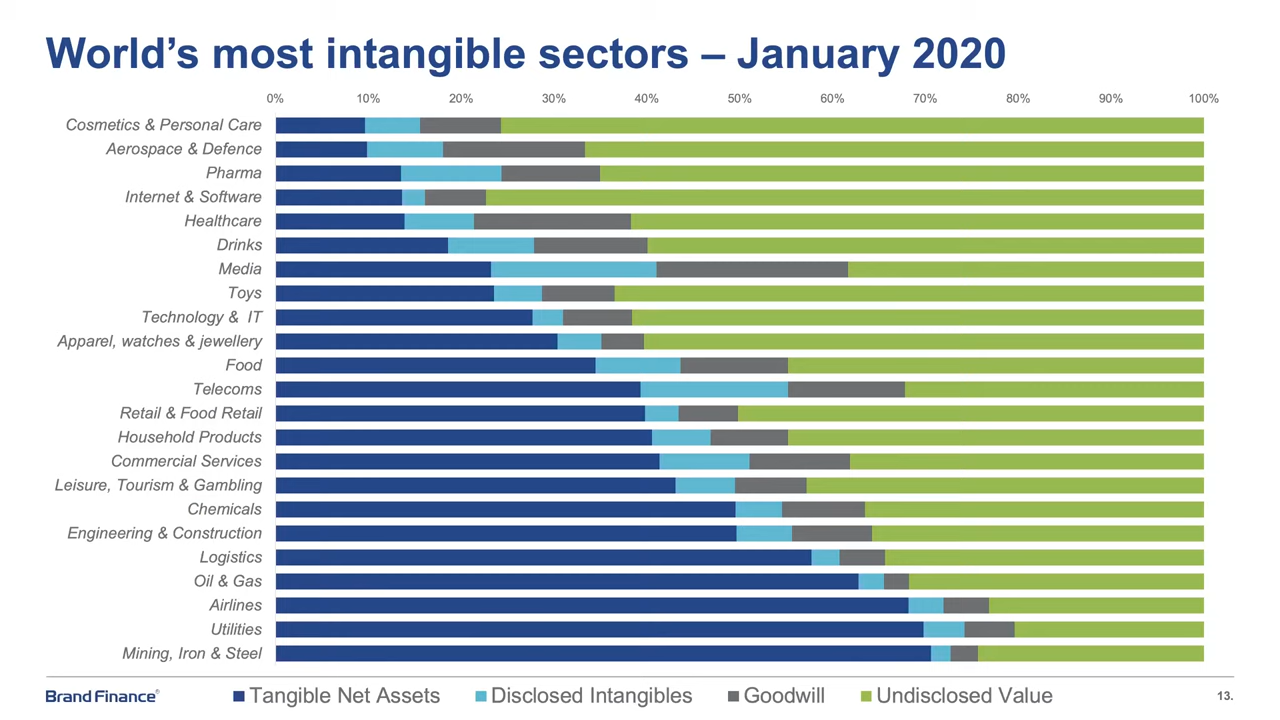 World's most intangible sectors – January 2020
0% 10% 20% 30% 40% 50% 60% 70% 80% 90% 100%
Cosmetics & Personal Care
Aerospace & Defence
Pharma
Internet & Software
Healthcare
Drinks
Media
Toys
Technology & IT
Apparel, watches & jewellery
Food
Telecoms
Retail & Food Retail
Household Products
Commercial Services
Leisure, Tourism & Gambling
Chemicals
Engineering & Construction
Logistics
Oil & Gas
Airlines
Utilities
Mining, Iron & Steel
Brand Finance® Tangible Net Assets Disclosed Intangibles Goodwill Undisclosed Value 13.